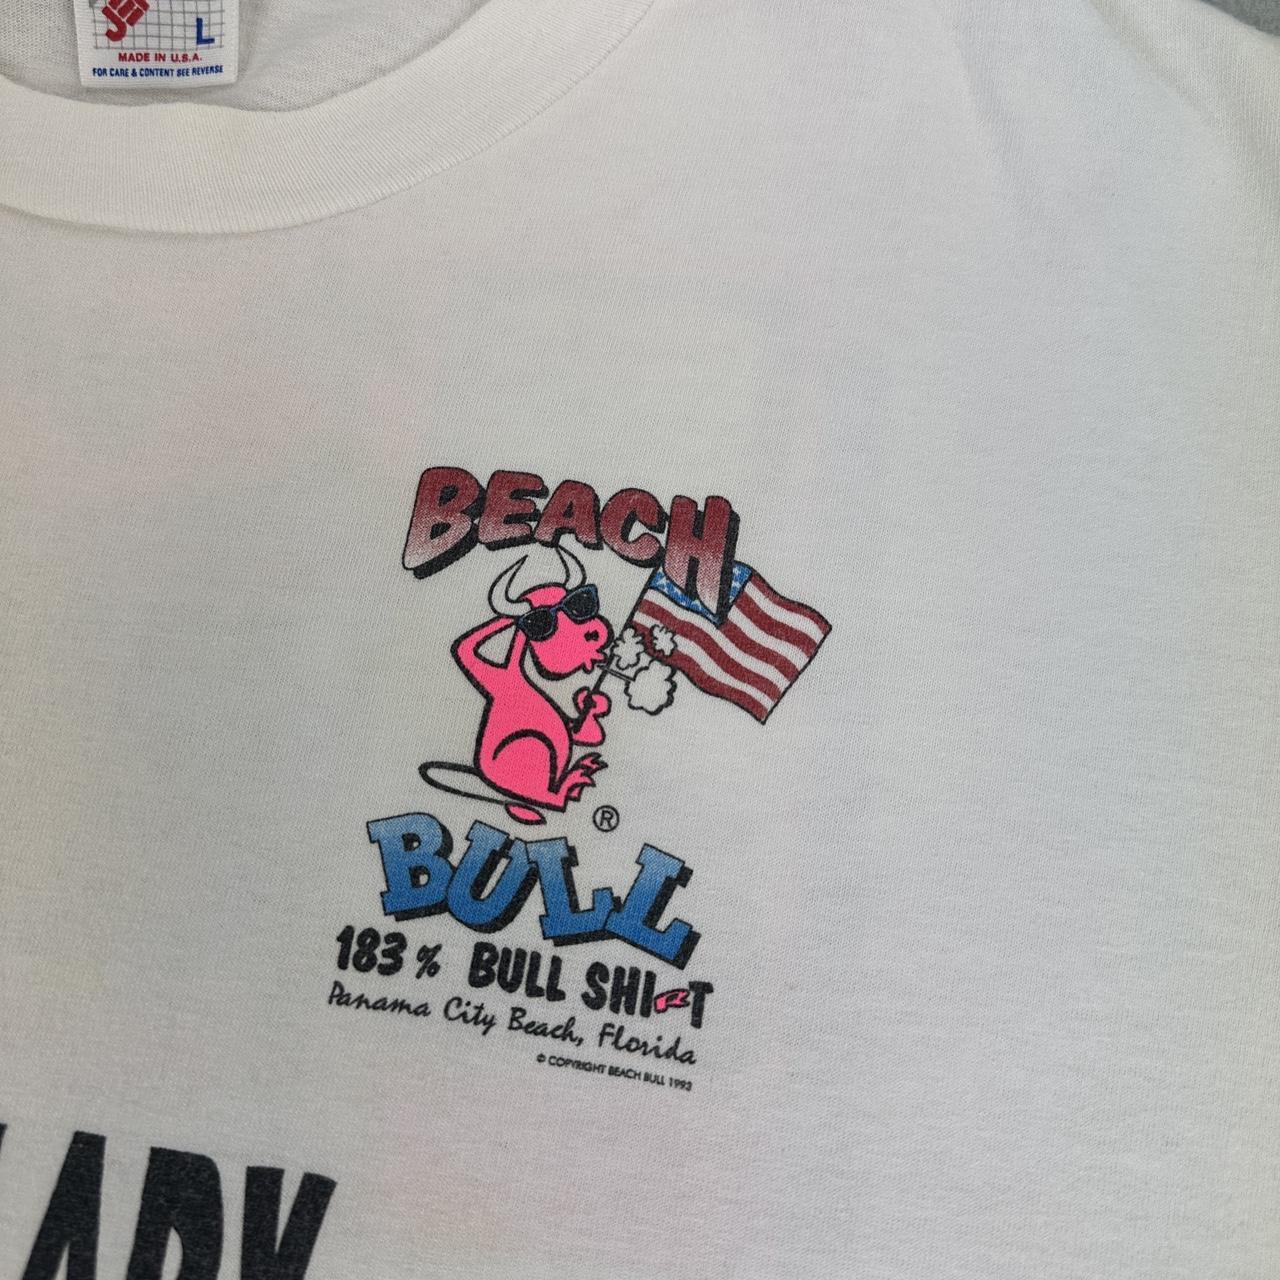 L
MADE IN U.S.A.
FOR CARE & CONTENT SEE REVERSE
BEACH
®
BULL
183% BULL SHIRT
Panama City Beach, Florida
© COPYRIGHT BEACH BULL 1993